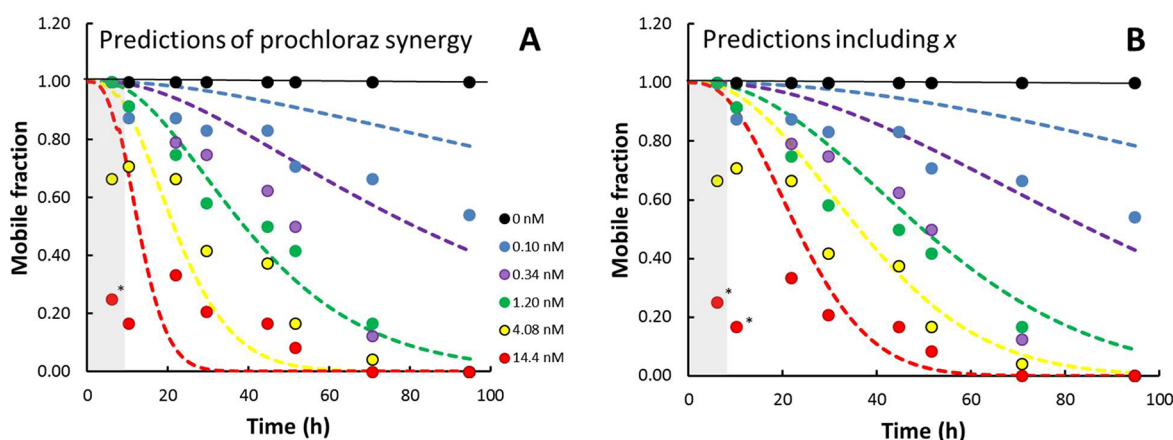 Predictions of prochloraz synergy
A
Mobile fraction
1.20
1.00
0.80
0.60
0.40
0.20
0.00
*
0 nM
0.10 nM
0.34 nM
1.20 nM
4.08 nM
14.4 nM
0 20 40 60 80 100
Time (h)
Predictions including x
B
Mobile fraction
1.20
1.00
0.80
0.60
0.40
0.20
0.00
*
*
0 20 40 60 80 100
Time (h)